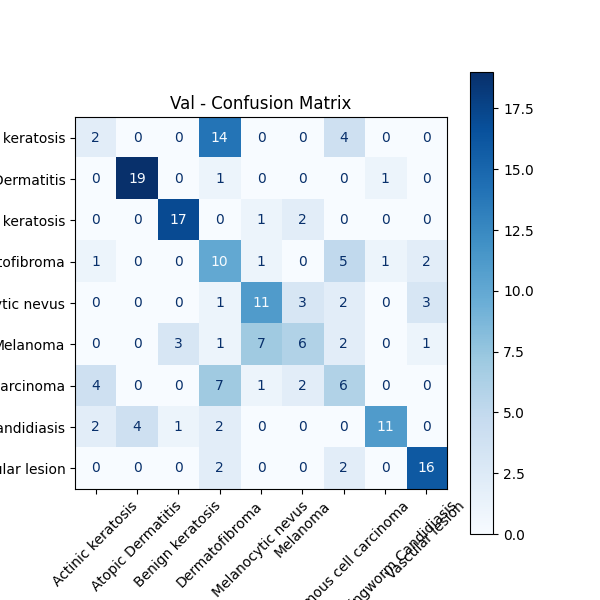 Val - Confusion Matrix
keratosis 2 0 0 14 0 0 4 0 0
Dermatitis 0 19 0 1 0 0 0 1 0
keratosis 0 0 17 0 1 2 0 0 0
tofibroma 1 0 0 10 1 0 5 1 2
ytic nevus 0 0 0 1 11 3 2 0 3
Melanoma 0 0 3 1 7 6 2 0 1
arcinoma 4 0 0 7 1 2 6 0 0
andidiasis 2 4 1 2 0 0 0 11 0
ular lesion 0 0 0 2 0 0 2 0 16
Actinic keratosis
Atopic Dermatitis
Benign keratosis
Dermatofibroma
Melanocytic nevus
Melanoma
mous cell carcinoma
ingworm Candidiasis
Vascular lesion
17.5
15.0
12.5
10.0
7.5
5.0
2.5
0.0